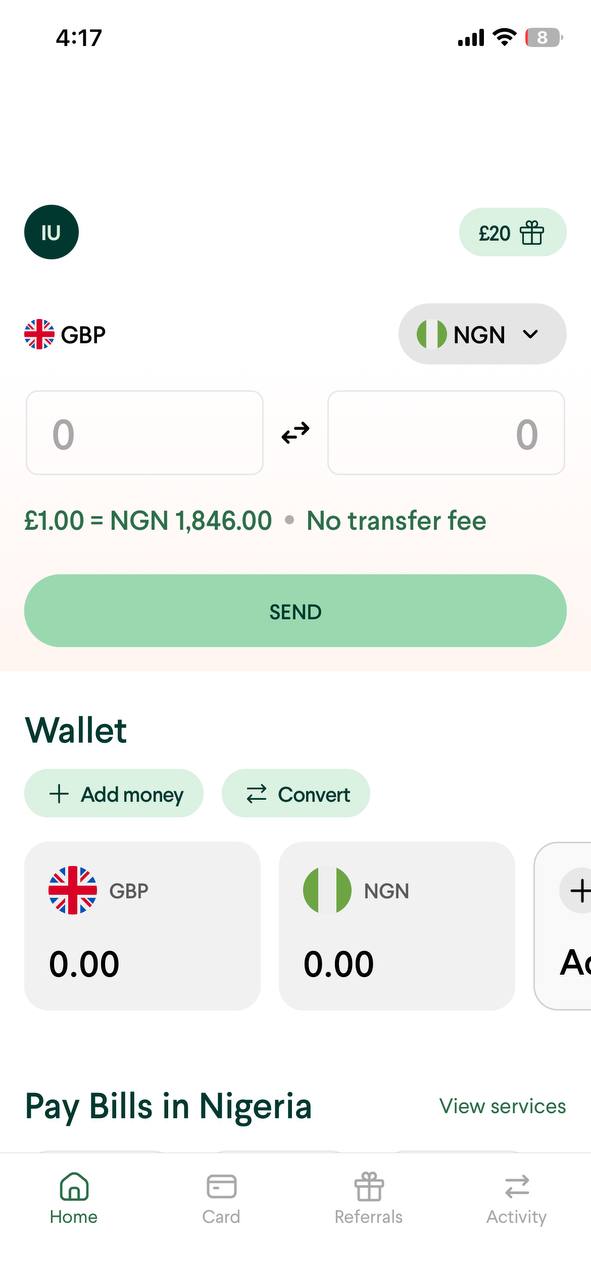 4:17
8
IU
£20
GBP
NGN
0
0
£1.00 = NGN 1,846.00 • No transfer fee
SEND
Wallet
Add money
Convert
GBP
NGN
0.00
0.00
Pay Bills in Nigeria
View services
Home
Card
Referrals
Activity